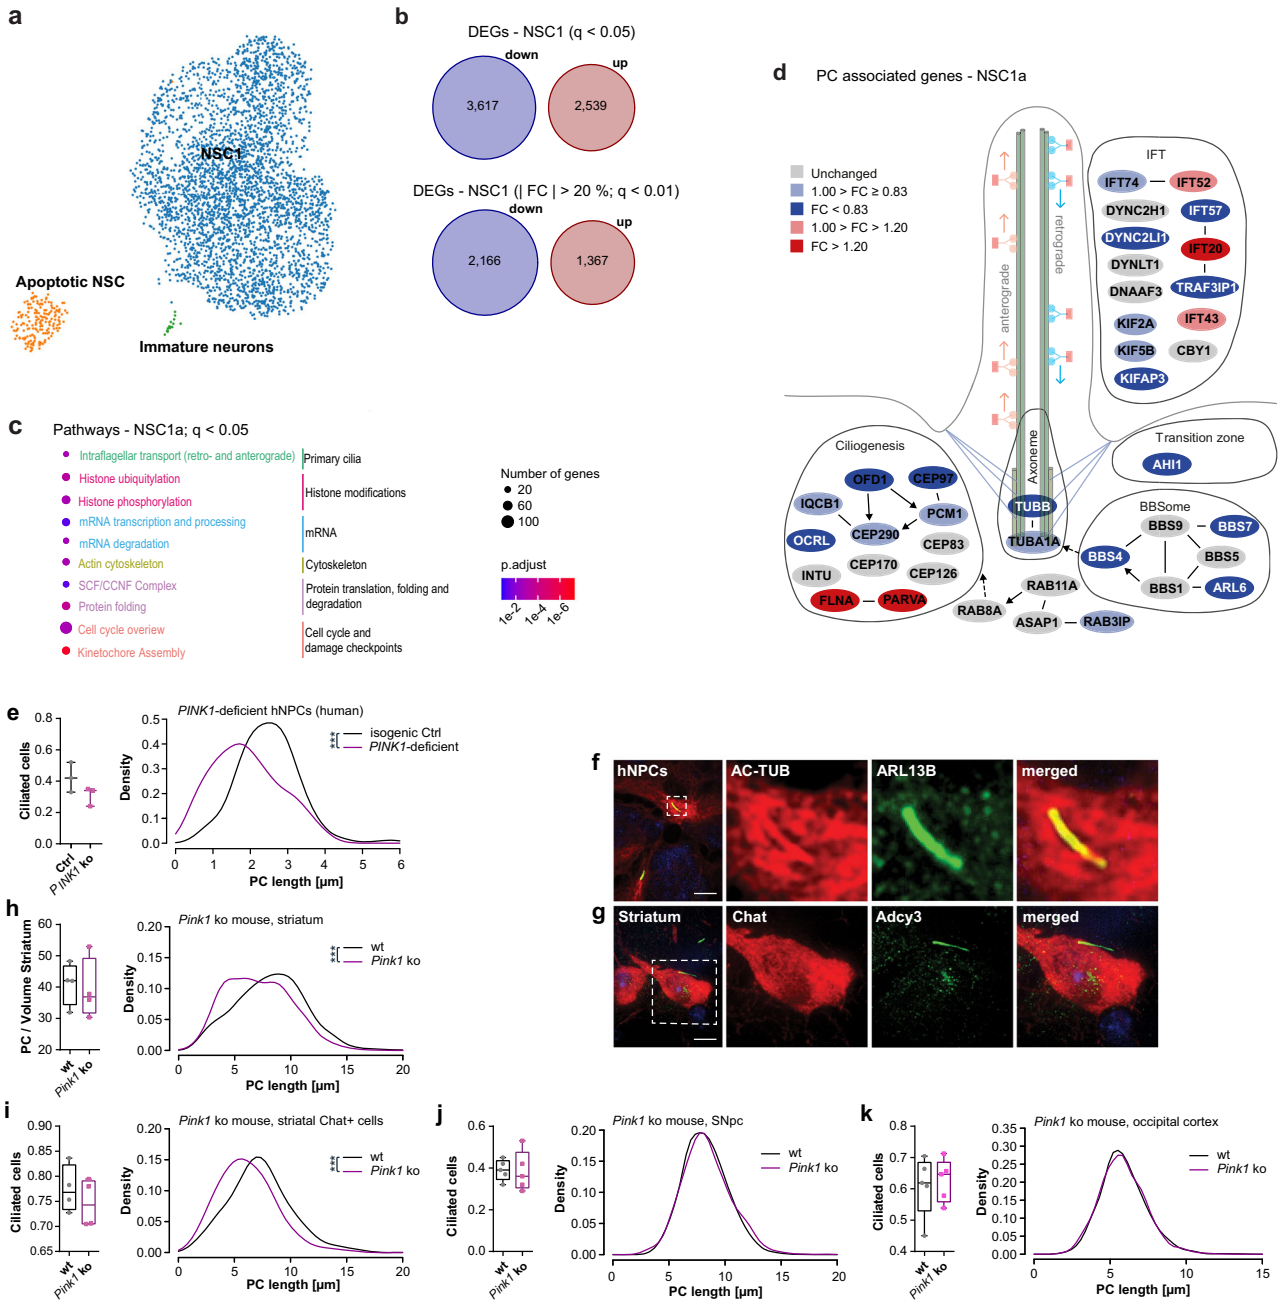 a
NSC1
Apoptotic NSC
Immature neurons
b
DEGs - NSC1 (q < 0.05)
down
up
3,617
2,539
DEGs - NSC1 (| FC | > 20 %; q < 0.01)
down
up
2,166
1,367
c
Pathways - NSC1a; q < 0.05
Intraflagellar transport (retro- and anterograde)
Primary cilia
Histone ubiquitylation
Histone phosphorylation
Histone modifications
mRNA transcription and processing
mRNA degradation
mRNA
Actin cytoskeleton
Cytoskeleton
SCF/CCNF Complex
Protein folding
Protein translation, folding and
degradation
Cell cycle overiew
Kinetochore Assembly
Cell cycle and
damage checkpoints
Number of genes
20
60
100
p.adjust
1e-2
1e-4
1e-6
d
PC associated genes - NSC1a
Unchanged
1.00 > FC ≥ 0.83
FC < 0.83
1.00 > FC > 1.20
FC > 1.20
anterograde
retrograde
IFT
IFT74
IFT52
DYNC2H1
IFT57
DYNC2LI1
IFT20
DYNLT1
TRAF3IP1
DNAAF3
KIF2A
IFT43
KIF5B
CBY1
KIFAP3
Ciliogenesis
OFD1
CEP97
IQCB1
PCM1
OCRL
CEP290
CEP83
CEP170
INTU
CEP126
FLNA
PARVA
Axoneme
TUBB
TUBA1A
Transition zone
AHI1
BBSome
BBS9
BBS7
BBS4
BBS5
BBS1
ARL6
RAB11A
RAB8A
ASAP1
RAB3IP
e
PINK1-deficient hNPCs (human)
Ciliated cells
0.8
0.6
0.4
0.2
0.0
Ctrl
PINK1 ko
Density
0.5
0.4
0.3
0.2
0.1
0.0
isogenic Ctrl
PINK1-deficient
***
0 1 2 3 4 5 6
PC length [µm]
f
hNPCs
AC-TUB
ARL13B
merged
g
Striatum
Chat
Adcy3
merged
h
Pink1 ko mouse, striatum
PC / Volume Striatum
60
50
40
30
20
wt
Pink1 ko
Density
0.20
0.15
0.10
0.05
0.00
wt
Pink1 ko
***
0 5 10 15 20
PC length [µm]
i
Pink1 ko mouse, striatal Chat+ cells
Ciliated cells
0.90
0.85
0.80
0.75
0.70
0.65
wt
Pink1 ko
Density
0.20
0.15
0.10
0.05
0.00
wt
Pink1 ko
***
0 5 10 15 20
PC length [µm]
j
Pink1 ko mouse, SNpc
Ciliated cells
0.6
0.4
0.2
0.0
wt
Pink1 ko
Density
0.20
0.15
0.10
0.05
0.00
wt
Pink1 ko
0 5 10 15 20
PC length [µm]
k
Pink1 ko mouse, occipital cortex
Ciliated cells
0.8
0.7
0.6
0.5
0.4
wt
Pink1 ko
Density
0.35
0.30
0.25
0.20
0.15
0.10
0.05
0.00
wt
Pink1 ko
0 5 10 15
PC length [µm]